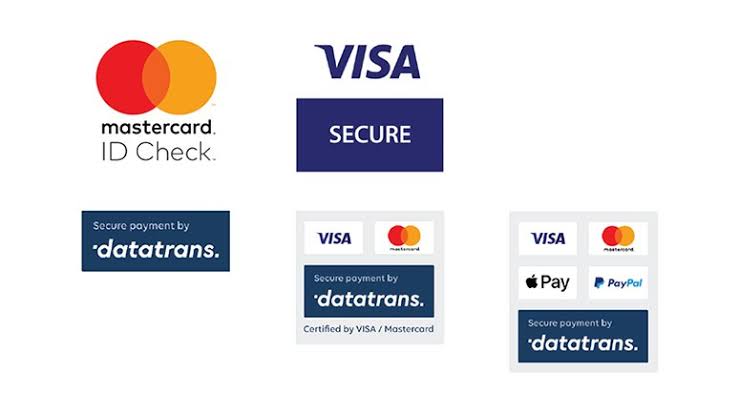 mastercard.
ID Check™
VISA
SECURE
Secure payment by
datatrans.
VISA
mastercard.
Secure payment by
datatrans.
Certified by VISA / Mastercard
VISA
mastercard.
Pay
PayPal
Secure payment by
datatrans.